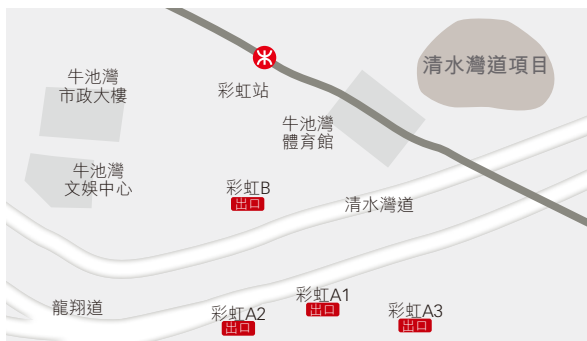 清水灣道項目
牛池灣
市政大樓
彩虹站
牛池灣
體育館
牛池灣
文娛中心
彩虹B
出口
清水灣道
龍翔道
彩虹A1
出口
彩虹A2
出口
彩虹A3
出口